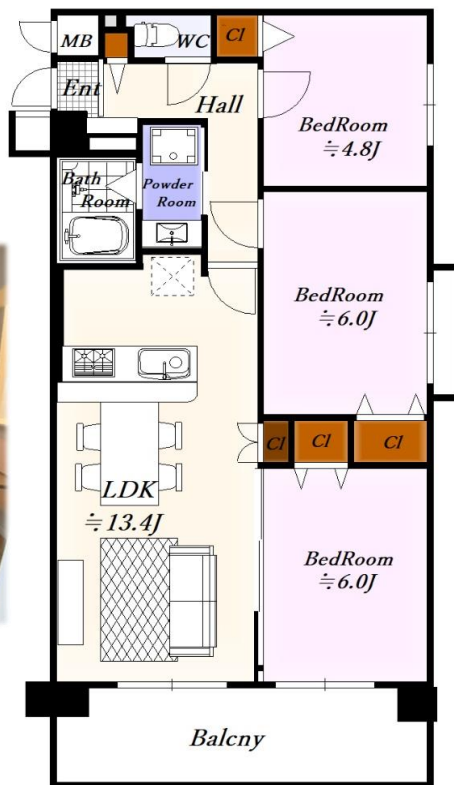 MB
WC
Cl
Ent
Hall
BedRoom
≒4.8J
Bath
Room
Powder
Room
BedRoom
≒6.0J
Cl
Cl
Cl
LDK
≒13.4J
BedRoom
≒6.0J
Balcny